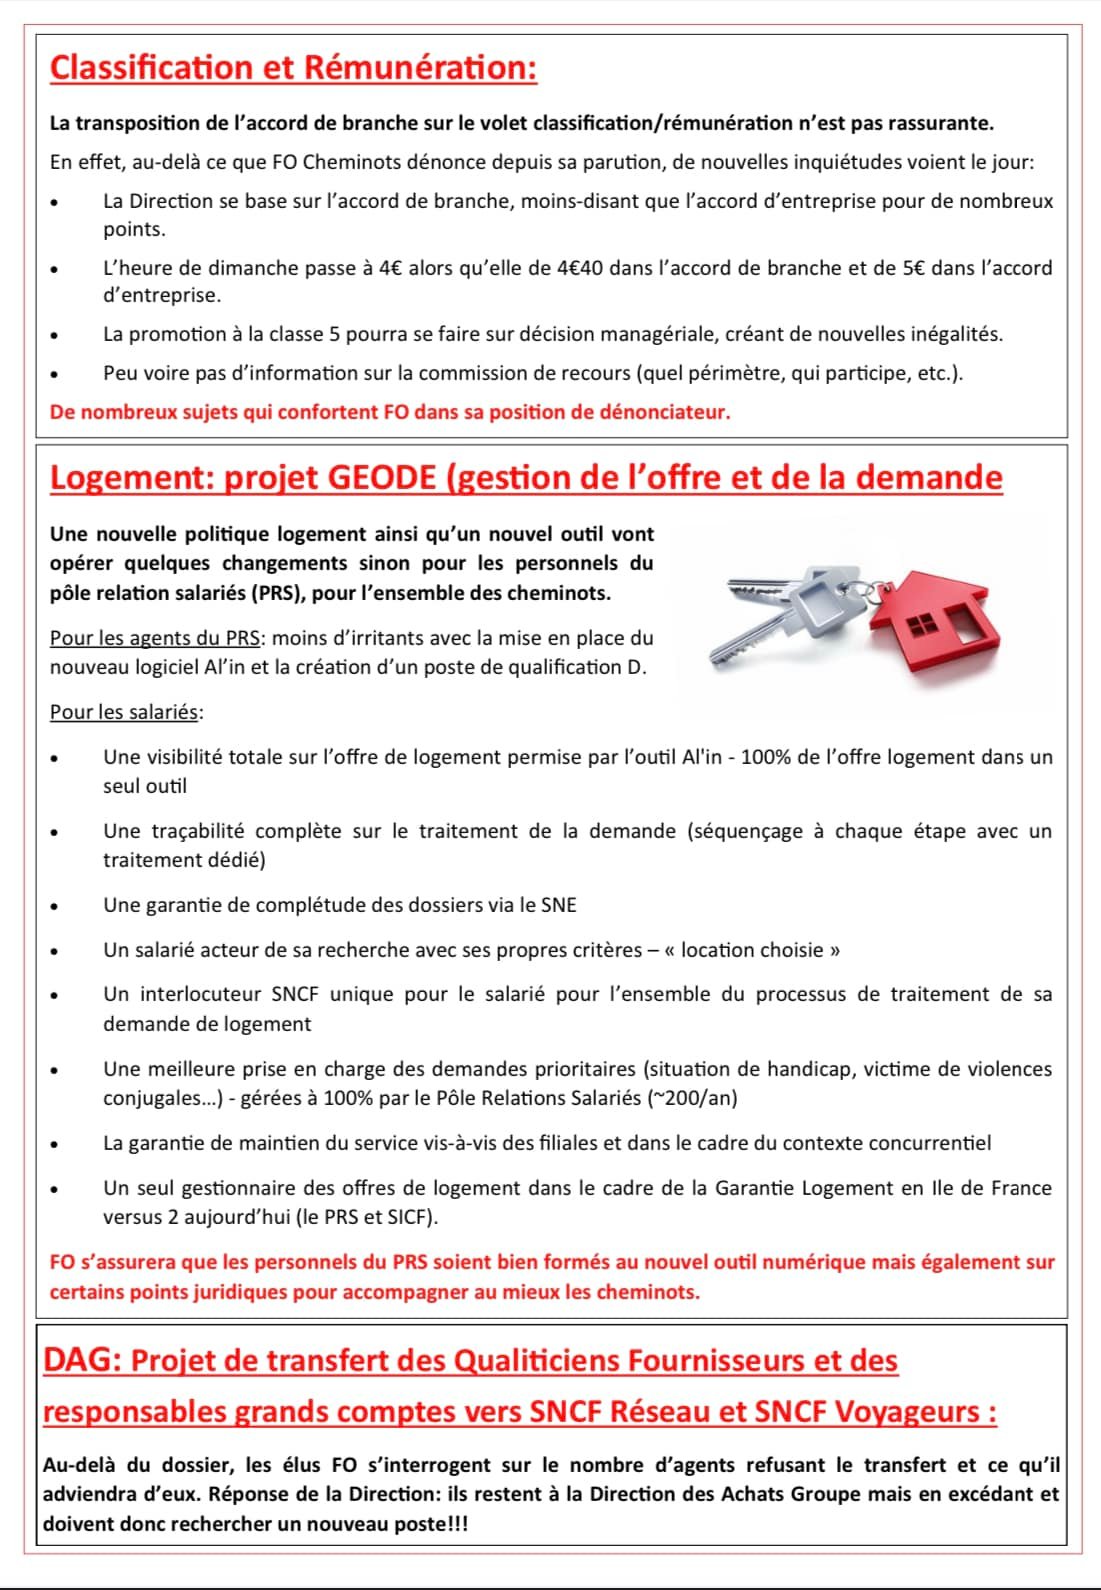 Classification et Rémunération:
La transposition de l’accord de branche sur le volet classification/rémunération n’est pas rassurante.
En effet, au-delà ce que FO Cheminots dénonce depuis sa parution, de nouvelles inquiétudes voient le jour:
• La Direction se base sur l’accord de branche, moins-disant que l’accord d’entreprise pour de nombreux
points.
• L’heure de dimanche passe à 4€ alors qu’elle de 4€40 dans l’accord de branche et de 5€ dans l’accord
d’entreprise.
• La promotion à la classe 5 pourra se faire sur décision managériale, créant de nouvelles inégalités.
• Peu voire pas d’information sur la commission de recours (quel périmètre, qui participe, etc.).
De nombreux sujets qui confortent FO dans sa position de dénonciateur.
Logement: projet GEODE (gestion de l’offre et de la demande
Une nouvelle politique logement ainsi qu’un nouvel outil vont
opérer quelques changements sinon pour les personnels du
pôle relation salariés (PRS), pour l’ensemble des cheminots.
Pour les agents du PRS: moins d’irritants avec la mise en place du
nouveau logiciel Al’in et la création d’un poste de qualification D.
Pour les salariés:
• Une visibilité totale sur l’offre de logement permise par l’outil Al'in - 100% de l’offre logement dans un
seul outil
• Une traçabilité complète sur le traitement de la demande (séquençage à chaque étape avec un
traitement dédié)
• Une garantie de complétude des dossiers via le SNE
• Un salarié acteur de sa recherche avec ses propres critères – « location choisie »
• Un interlocuteur SNCF unique pour le salarié pour l’ensemble du processus de traitement de sa
demande de logement
• Une meilleure prise en charge des demandes prioritaires (situation de handicap, victime de violences
conjugales...) - gérées à 100% par le Pôle Relations Salariés (~200/an)
• La garantie de maintien du service vis-à-vis des filiales et dans le cadre du contexte concurrentiel
• Un seul gestionnaire des offres de logement dans le cadre de la Garantie Logement en Ile de France
versus 2 aujourd’hui (le PRS et SICF).
FO s’assurera que les personnels du PRS soient bien formés au nouvel outil numérique mais également sur
certains points juridiques pour accompagner au mieux les cheminots.
DAG: Projet de transfert des Qualiticiens Fournisseurs et des
responsables grands comptes vers SNCF Réseau et SNCF Voyageurs :
Au-delà du dossier, les élus FO s’interrogent sur le nombre d’agents refusant le transfert et ce qu’il
adviendra d’eux. Réponse de la Direction: ils restent à la Direction des Achats Groupe mais en excédant et
doivent donc rechercher un nouveau poste!!!